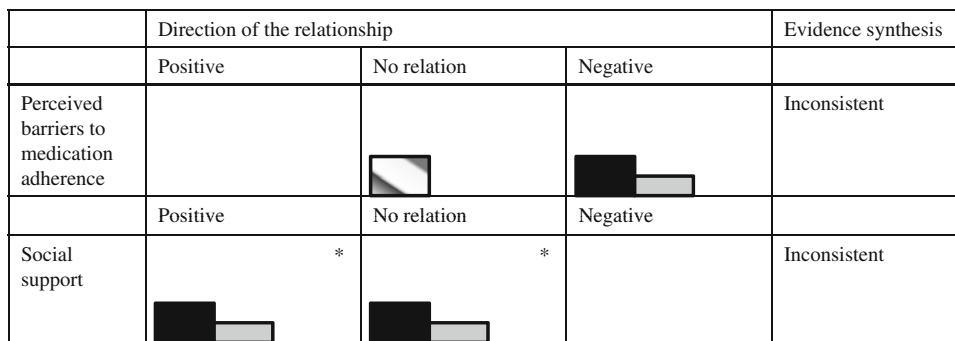 Direction of the relationship Evidence synthesis
Positive No relation Negative
Perceived Inconsistent
barriers to
medication
adherence
Positive No relation Negative
Social * * Inconsistent
support